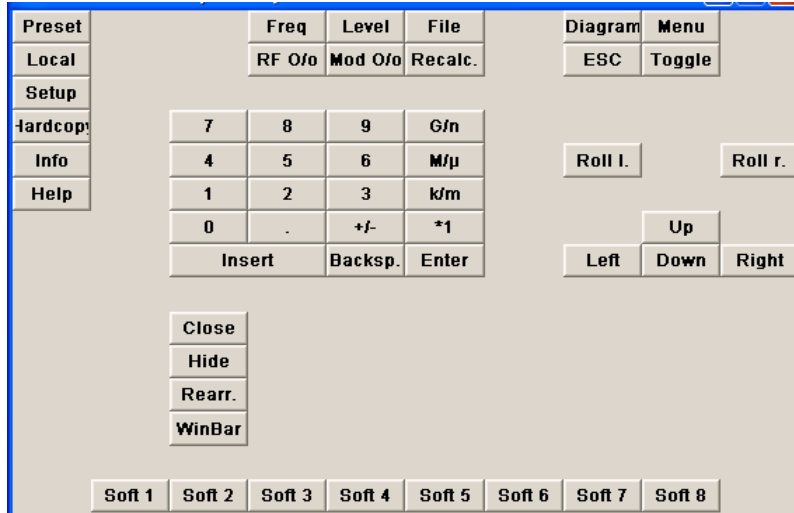 Preset Freq Level File Diagram Menu
Local RF O/o Mod O/o Recalc. ESC Toggle
Setup
Hardcopy 7 8 9 G/n
Info 4 5 6 M/µ Roll l. Roll r.
Help 1 2 3 k/m
0 . +/- *1 Up
Insert Backsp. Enter Left Down Right
Close
Hide
Rearr.
WinBar
Soft 1 Soft 2 Soft 3 Soft 4 Soft 5 Soft 6 Soft 7 Soft 8